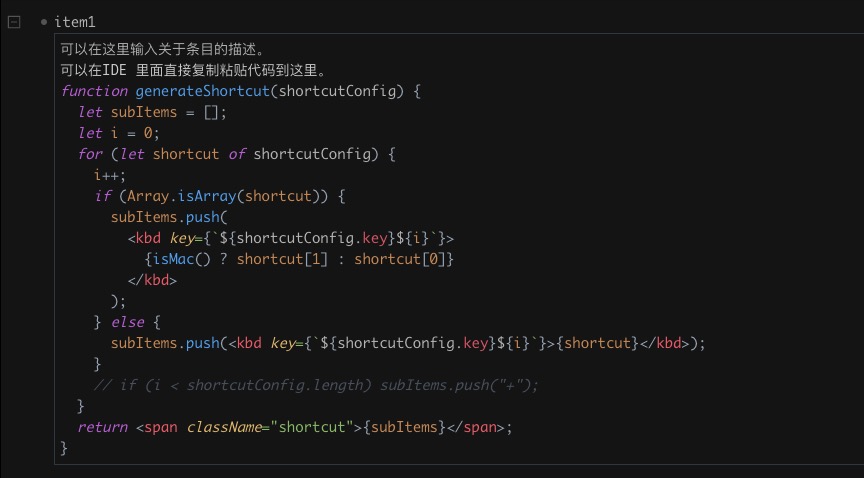 item1
可以在这里输入关于条目的描述。
可以在IDE 里面直接复制粘贴代码到这里。
function generateShortcut(shortcutConfig) {
  let subItems = [];
  let i = 0;
  for (let shortcut of shortcutConfig) {
    i++;
    if (Array.isArray(shortcut)) {
      subItems.push(
        <kbd key={`${shortcutConfig.key}${i}`}>
          {isMac() ? shortcut[1] : shortcut[0]}
        </kbd>
      );
    } else {
      subItems.push(<kbd key={`${shortcutConfig.key}${i}`}>{shortcut}</kbd>);
    }
    // if (i < shortcutConfig.length) subItems.push("+");
  }
  return <span className="shortcut">{subItems}</span>;
}